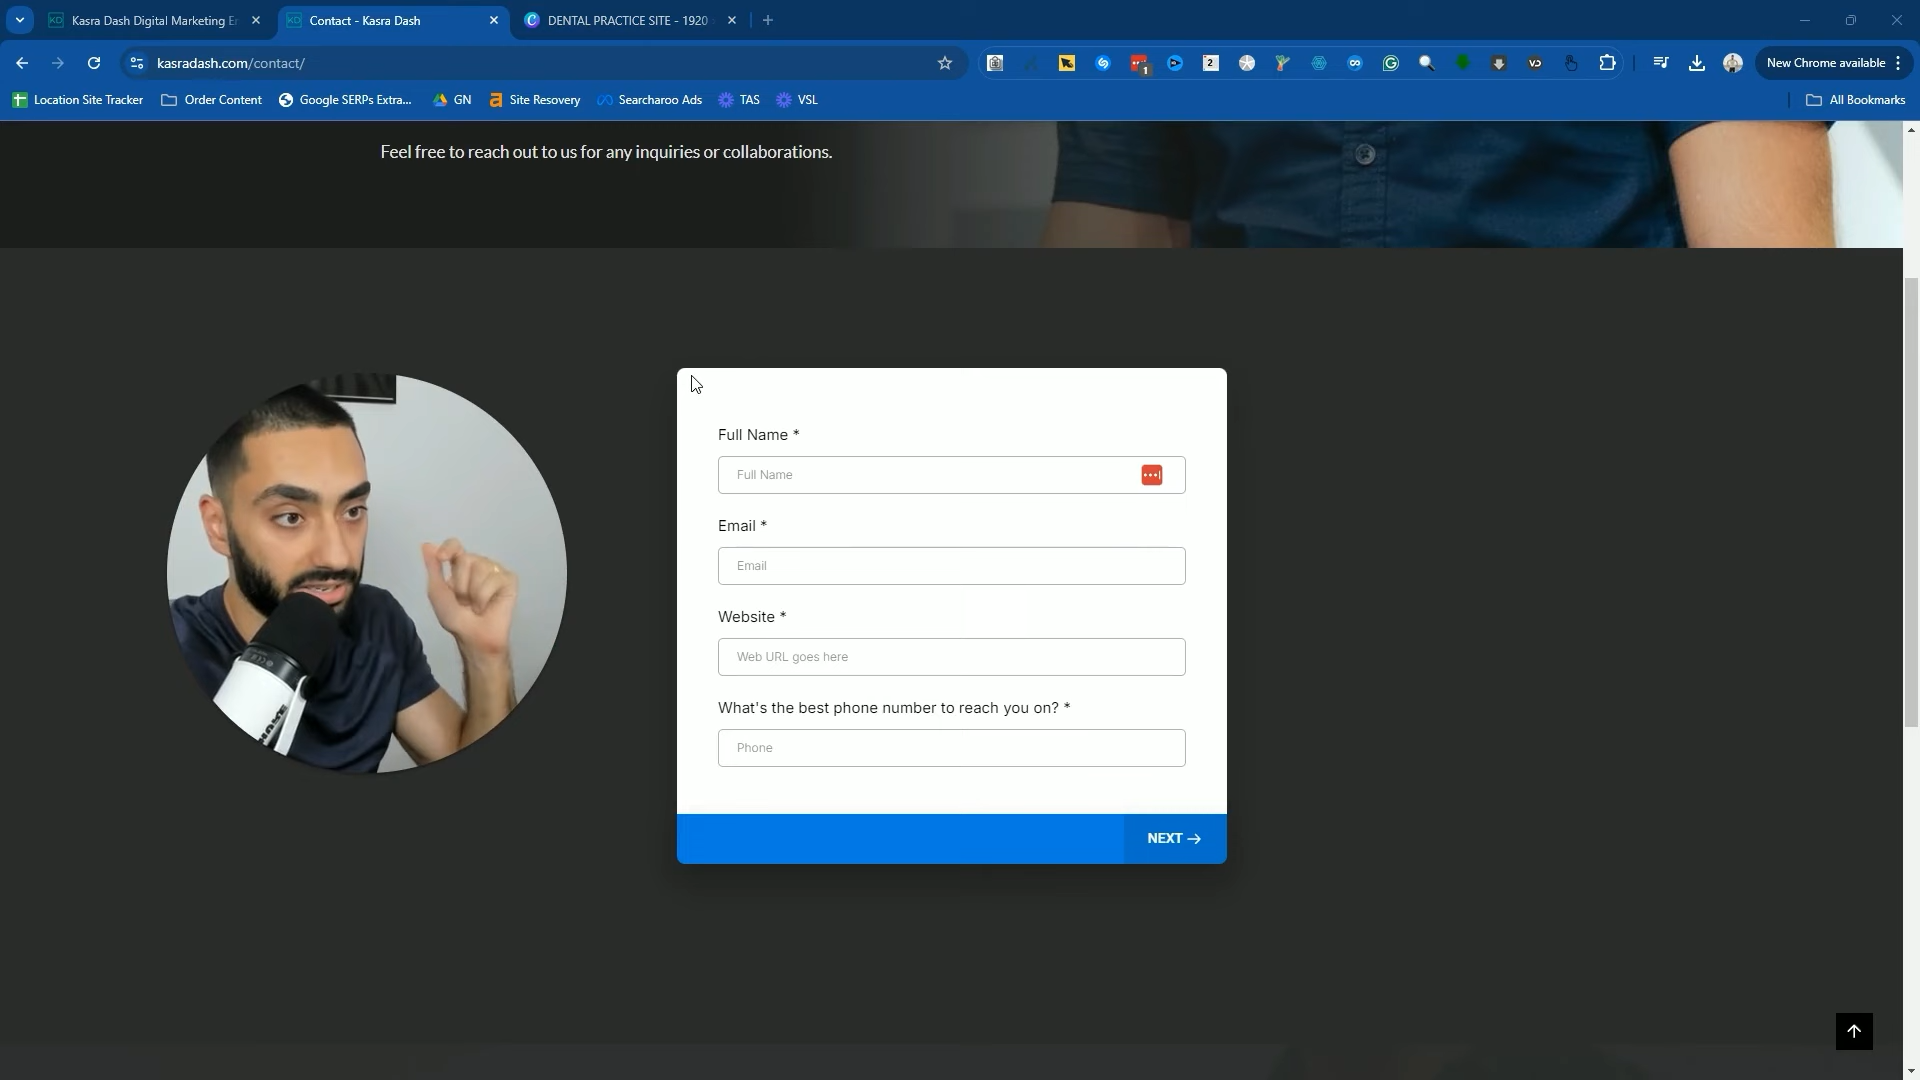 Kasra Dash Digital Marketing E
Contact - Kasra Dash
DENTAL PRACTICE SITE - 1920
kasradash.com/contact/
1
2
New Chrome available
Location Site Tracker
Order Content
Google SERPs Extra...
GN
Site Recovery
Searcharoo Ads
TAS
VSL
All Bookmarks
Feel free to reach out to us for any inquiries or collaborations.
Full Name *
Full Name
Email *
Email
Website *
Web URL goes here
What's the best phone number to reach you on? *
Phone
NEXT →